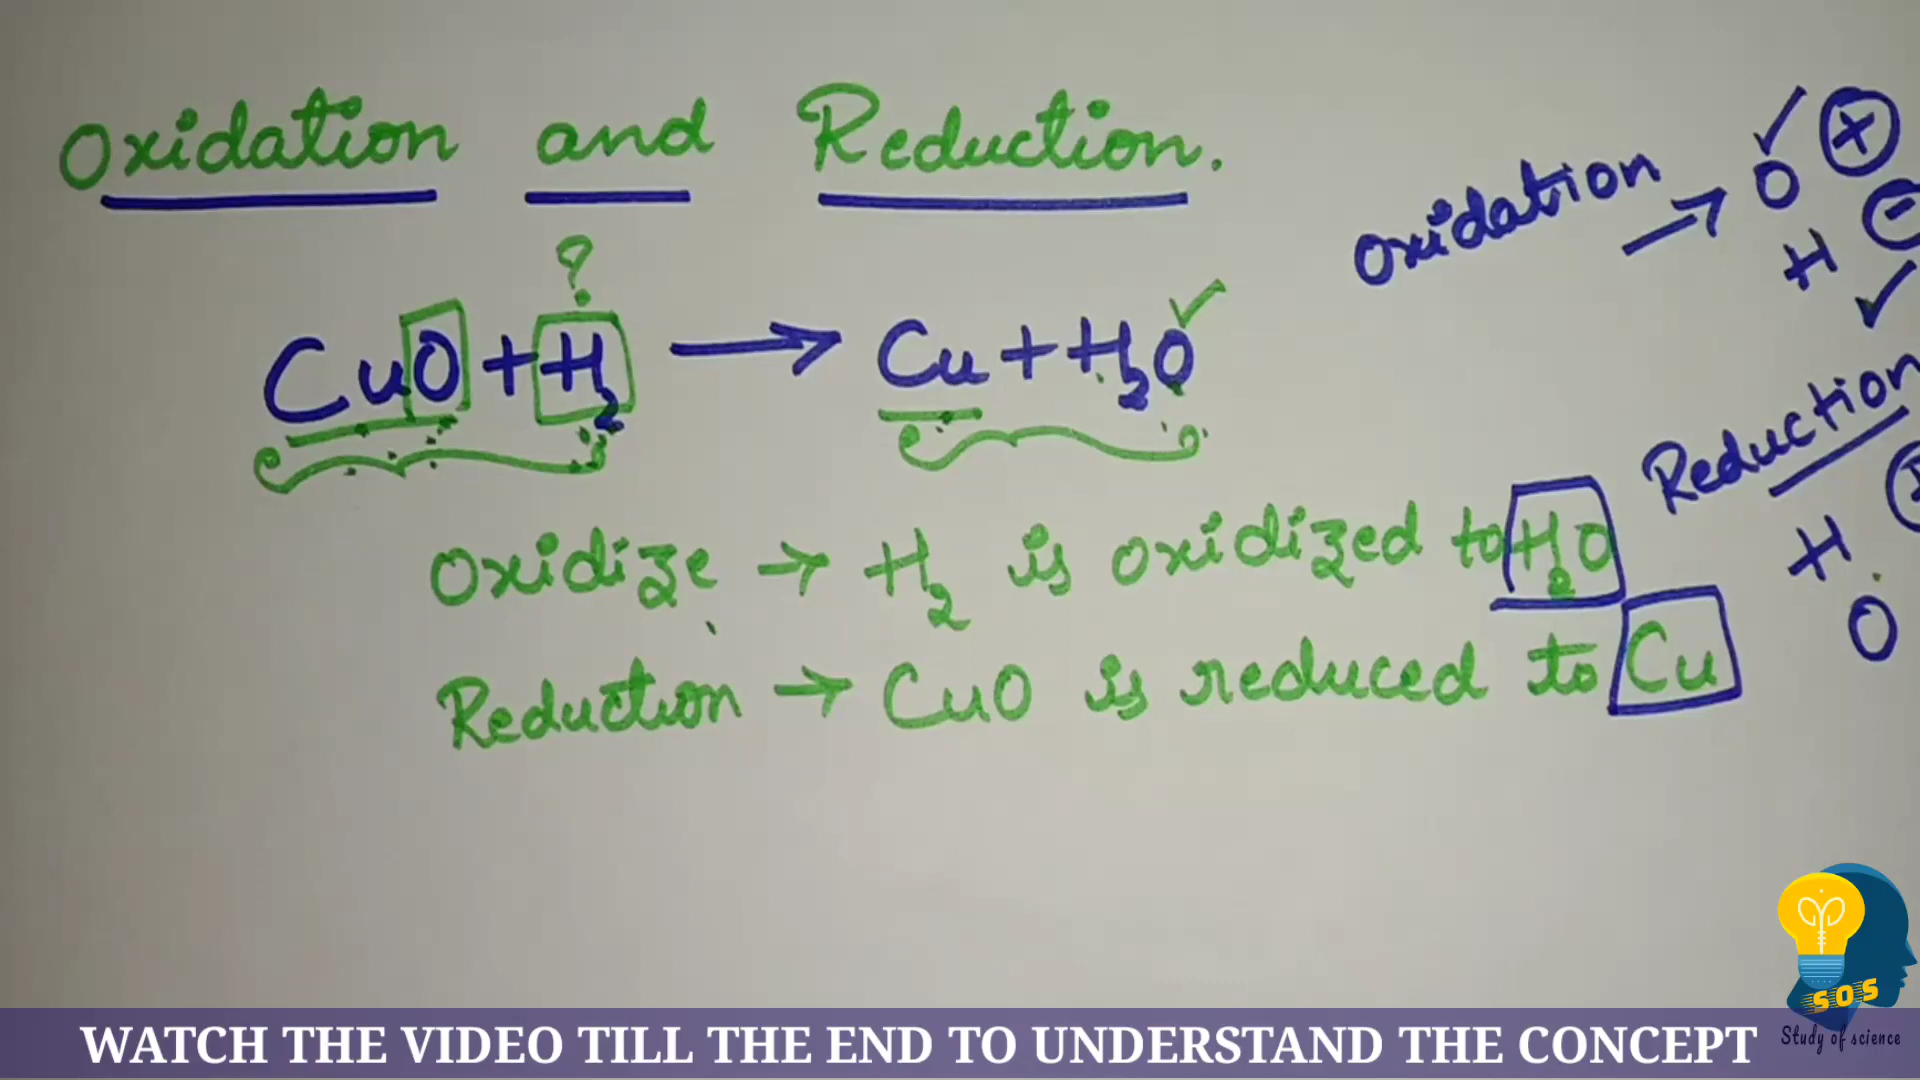 Oxidation and Reduction.
?
CuO + H₂ → Cu + H₂O ✓
Oxidize → H₂ is oxidized to H₂O
Reduction → CuO is reduced to Cu
Oxidation → O ✓ +
H − ✓
Reduction
H
O
SOS
Study of science
WATCH THE VIDEO TILL THE END TO UNDERSTAND THE CONCEPT